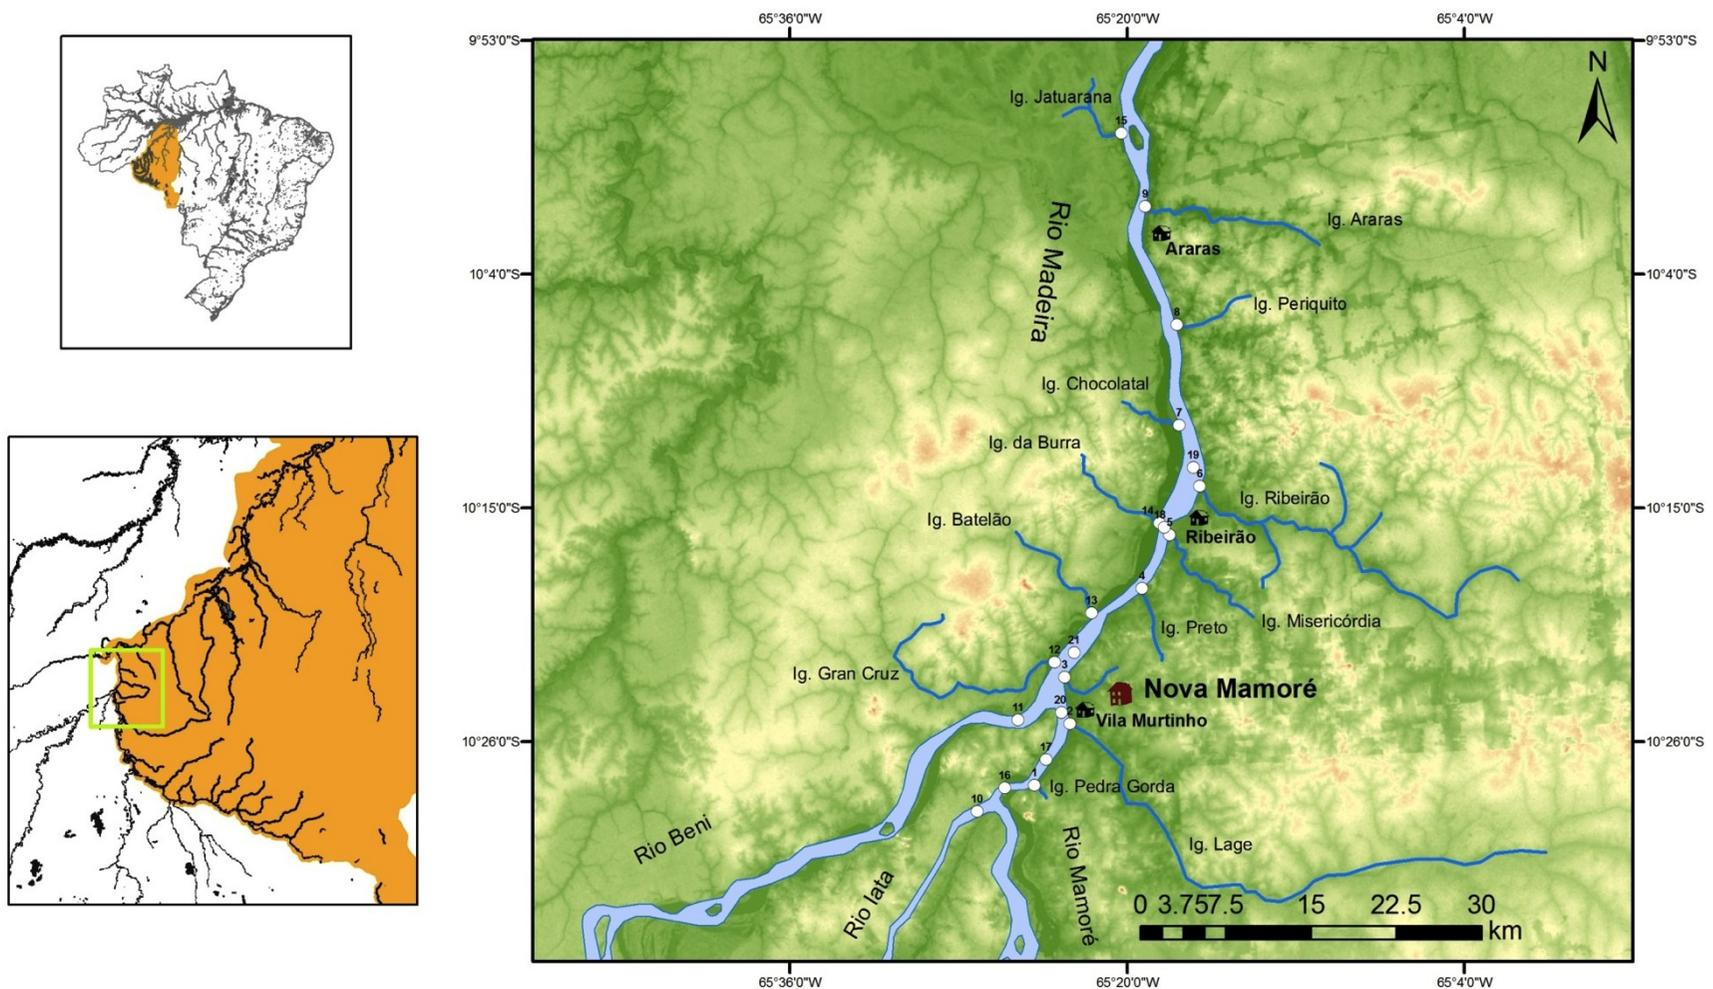 65°36'0"W
65°20'0"W
65°4'0"W
9°53'0"S
9°53'0"S
N
Ig. Jatuarana
15
9
Ig. Araras
Araras
Rio Madeira
10°4'0"S
10°4'0"S
8
Ig. Periquito
Ig. Chocolatal
7
Ig. da Burra
19
6
Ig. Ribeirão
10°15'0"S
10°15'0"S
14
18
5
Ig. Batelão
Ribeirão
4
13
Ig. Misericórdia
Ig. Preto
21
12
3
Ig. Gran Cruz
Nova Mamoré
11
20
2
Vila Murtinho
10°26'0"S
10°26'0"S
17
16
1
Ig. Pedra Gorda
10
Rio Beni
Rio Iata
Rio Mamoré
Ig. Lage
0 3.75 7.5 15 22.5 30
km
65°36'0"W
65°20'0"W
65°4'0"W